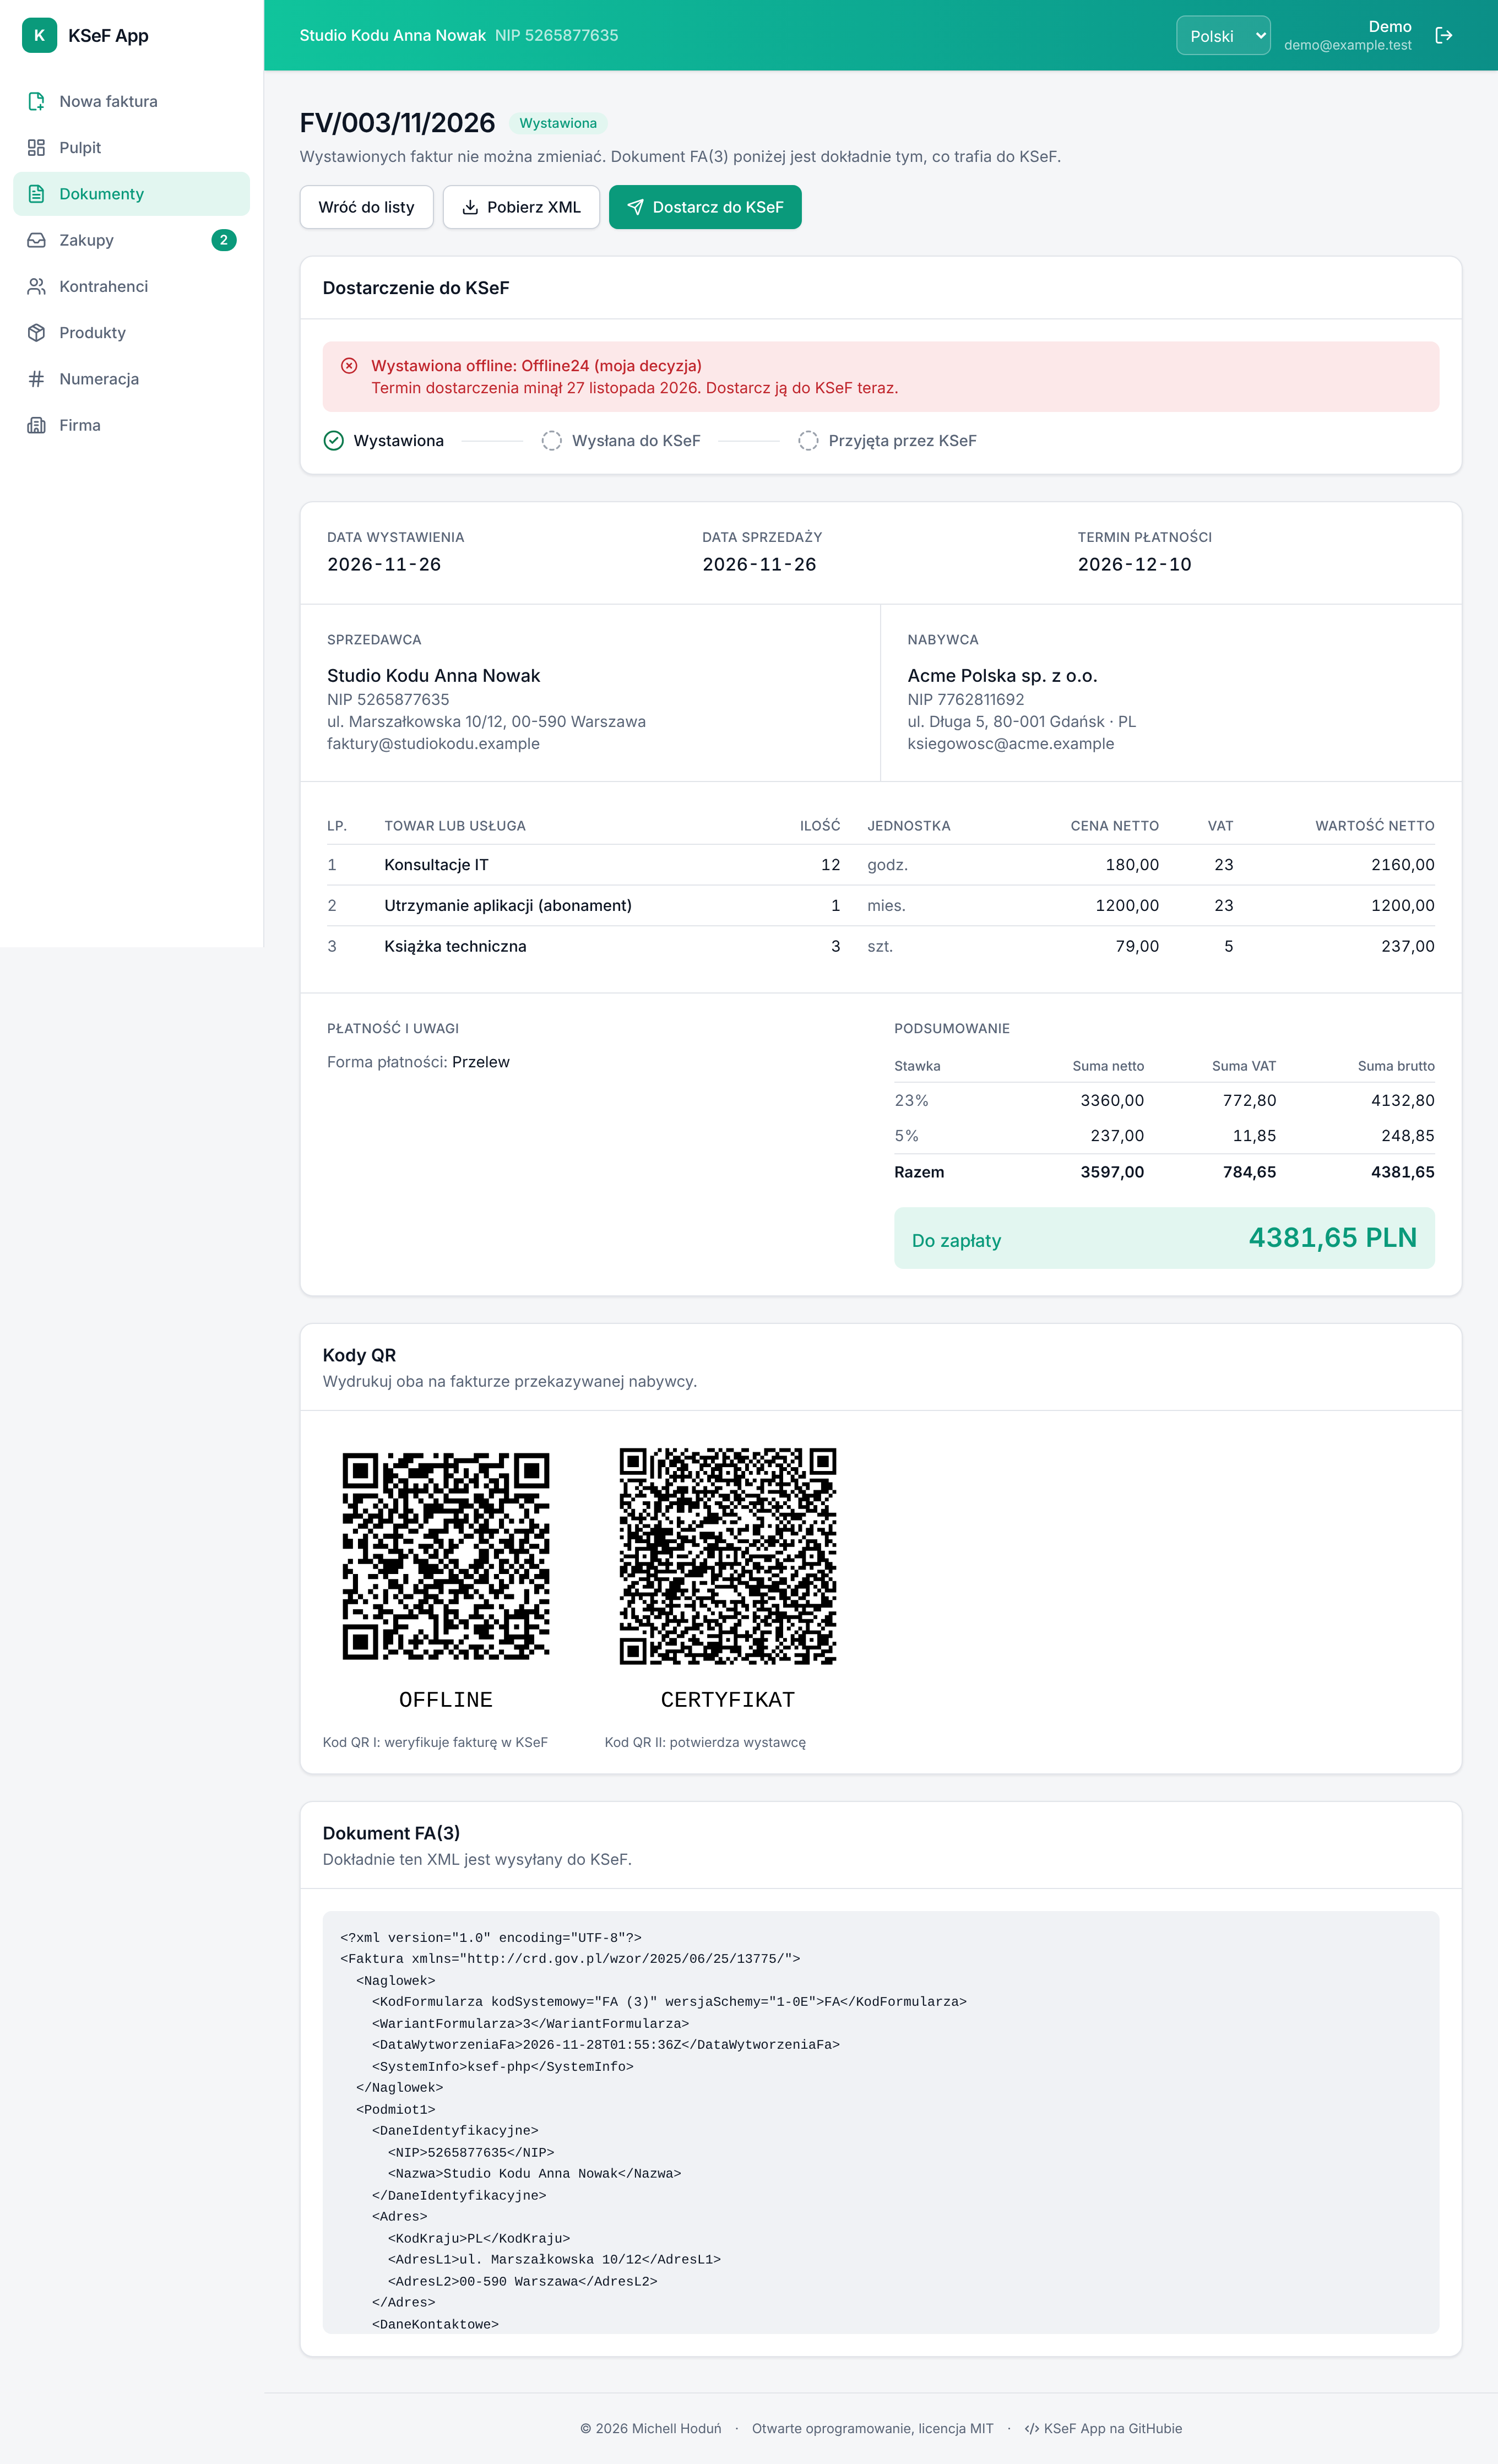 K KSeF App
Nowa faktura
Pulpit
Dokumenty
Zakupy 2
Kontrahenci
Produkty
Numeracja
Firma
Studio Kodu Anna Nowak NIP 5265877635
Polski
Demo
demo@example.test
FV/003/11/2026 Wystawiona
Wystawionych faktur nie można zmieniać. Dokument FA(3) poniżej jest dokładnie tym, co trafia do KSeF.
Wróć do listy Pobierz XML Dostarcz do KSeF
Dostarczenie do KSeF
Wystawiona offline: Offline24 (moja decyzja)
Termin dostarczenia minął 27 listopada 2026. Dostarcz ją do KSeF teraz.
Wystawiona Wysłana do KSeF Przyjęta przez KSeF
DATA WYSTAWIENIA DATA SPRZEDAŻY TERMIN PŁATNOŚCI
2026-11-26 2026-11-26 2026-12-10
SPRZEDAWCA
Studio Kodu Anna Nowak
NIP 5265877635
ul. Marszałkowska 10/12, 00-590 Warszawa
faktury@studiokodu.example
NABYWCA
Acme Polska sp. z o.o.
NIP 7762811692
ul. Długa 5, 80-001 Gdańsk · PL
ksiegowosc@acme.example
LP. TOWAR LUB USŁUGA ILOŚĆ JEDNOSTKA CENA NETTO VAT WARTOŚĆ NETTO
1 Konsultacje IT 12 godz. 180,00 23 2160,00
2 Utrzymanie aplikacji (abonament) 1 mies. 1200,00 23 1200,00
3 Książka techniczna 3 szt. 79,00 5 237,00
PŁATNOŚĆ I UWAGI
Forma płatności: Przelew
PODSUMOWANIE
Stawka Suma netto Suma VAT Suma brutto
23% 3360,00 772,80 4132,80
5% 237,00 11,85 248,85
Razem 3597,00 784,65 4381,65
Do zapłaty 4381,65 PLN
Kody QR
Wydrukuj oba na fakturze przekazywanej nabywcy.
OFFLINE CERTYFIKAT
Kod QR I: weryfikuje fakturę w KSeF Kod QR II: potwierdza wystawcę
Dokument FA(3)
Dokładnie ten XML jest wysyłany do KSeF.
<?xml version="1.0" encoding="UTF-8"?>
<Faktura xmlns="http://crd.gov.pl/wzor/2025/06/25/13775/">
  <Naglowek>
    <KodFormularza kodSystemowy="FA (3)" wersjaSchemy="1-0E">FA</KodFormularza>
    <WariantFormularza>3</WariantFormularza>
    <DataWytworzeniaFa>2026-11-28T01:55:36Z</DataWytworzeniaFa>
    <SystemInfo>ksef-php</SystemInfo>
  </Naglowek>
  <Podmiot1>
    <DaneIdentyfikacyjne>
      <NIP>5265877635</NIP>
      <Nazwa>Studio Kodu Anna Nowak</Nazwa>
    </DaneIdentyfikacyjne>
    <Adres>
      <KodKraju>PL</KodKraju>
      <AdresL1>ul. Marszałkowska 10/12</AdresL1>
      <AdresL2>00-590 Warszawa</AdresL2>
    </Adres>
    <DaneKontaktowe>
© 2026 Michell Hoduń · Otwarte oprogramowanie, licencja MIT · KSeF App na GitHubie